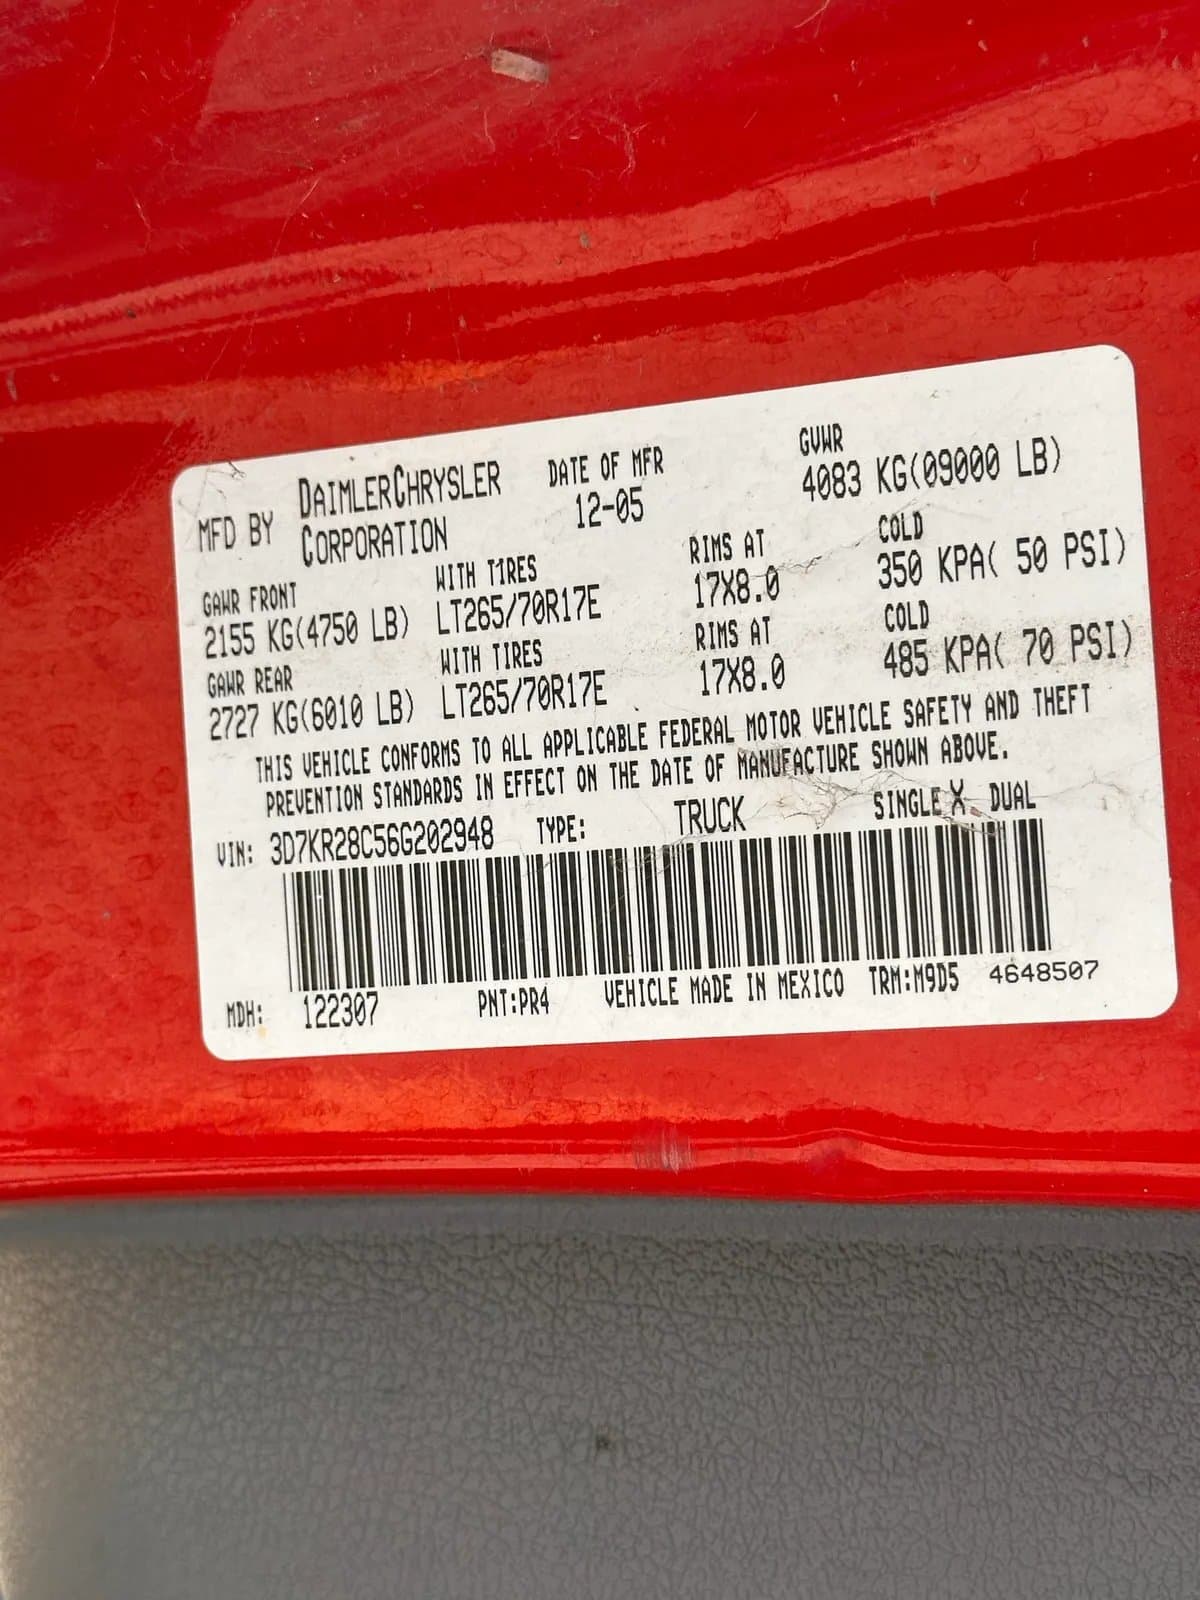 MFD BY DAIMLERCHRYSLER CORPORATION DATE OF MFR 12-05 GVWR 4083 KG(09000 LB)
GAWR FRONT WITH TIRES RIMS AT COLD
2155 KG(4750 LB) LT265/70R17E 17X8.0 350 KPA( 50 PSI)
GAWR REAR WITH TIRES RIMS AT COLD
2727 KG(6010 LB) LT265/70R17E 17X8.0 485 KPA( 70 PSI)
THIS VEHICLE CONFORMS TO ALL APPLICABLE FEDERAL MOTOR VEHICLE SAFETY AND THEFT
PREVENTION STANDARDS IN EFFECT ON THE DATE OF MANUFACTURE SHOWN ABOVE.
VIN: 3D7KR28C56G202948 TYPE: TRUCK SINGLE X DUAL
MDH: 122307 PNT:PR4 VEHICLE MADE IN MEXICO TRM:M9D5 4648507